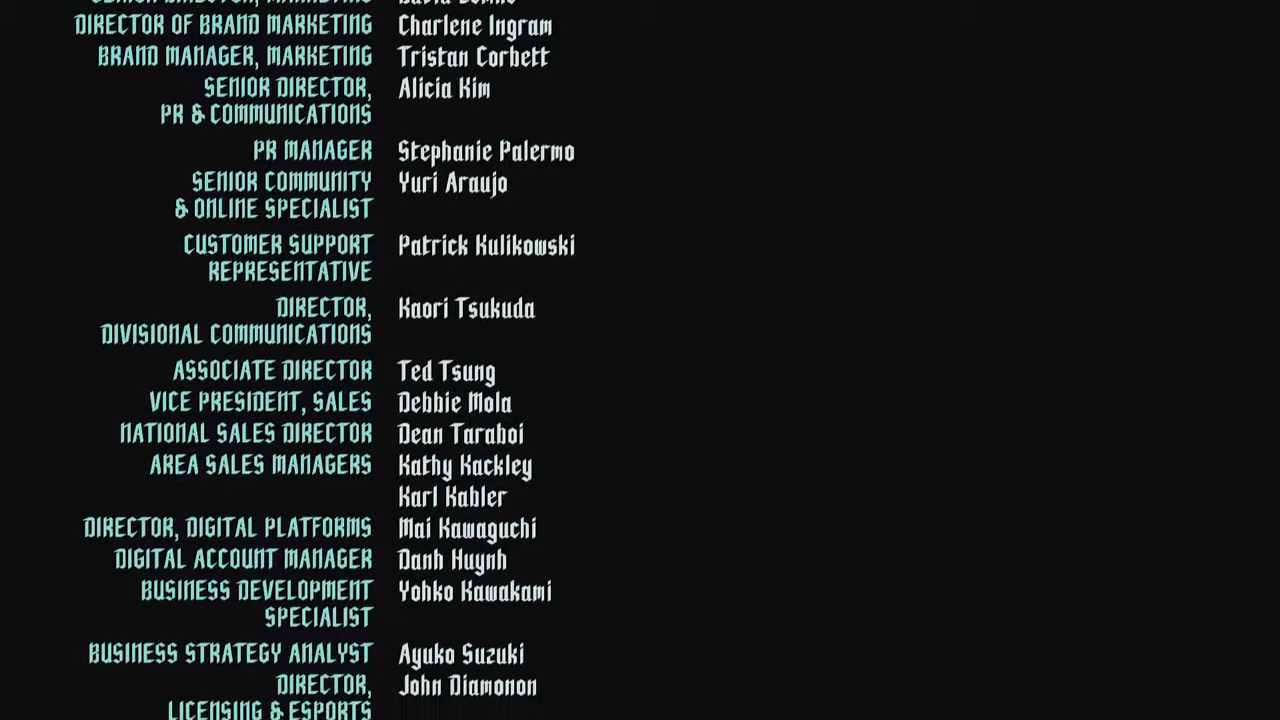 DIRECTOR OF BRAND MARKETING Charlene Ingram
BRAND MANAGER, MARKETING Tristan Corbett
SENIOR DIRECTOR, Alicia Kim
PR & COMMUNICATIONS
PR MANAGER Stephanie Palermo
SENIOR COMMUNITY Yuri Araujo
& ONLINE SPECIALIST
CUSTOMER SUPPORT Patrick Kulikowski
REPRESENTATIVE
DIRECTOR, Kaori Tsukuda
DIVISIONAL COMMUNICATIONS
ASSOCIATE DIRECTOR Ted Tsung
VICE PRESIDENT, SALES Debbie Mola
NATIONAL SALES DIRECTOR Dean Taraboi
AREA SALES MANAGERS Kathy Kackley
Karl Kabler
DIRECTOR, DIGITAL PLATFORMS Mai Kawaguchi
DIGITAL ACCOUNT MANAGER Danh Huynh
BUSINESS DEVELOPMENT Yohko Kawakami
SPECIALIST
BUSINESS STRATEGY ANALYST Ayuko Suzuki
DIRECTOR, John Diamonon
LICENSING & ESPORTS